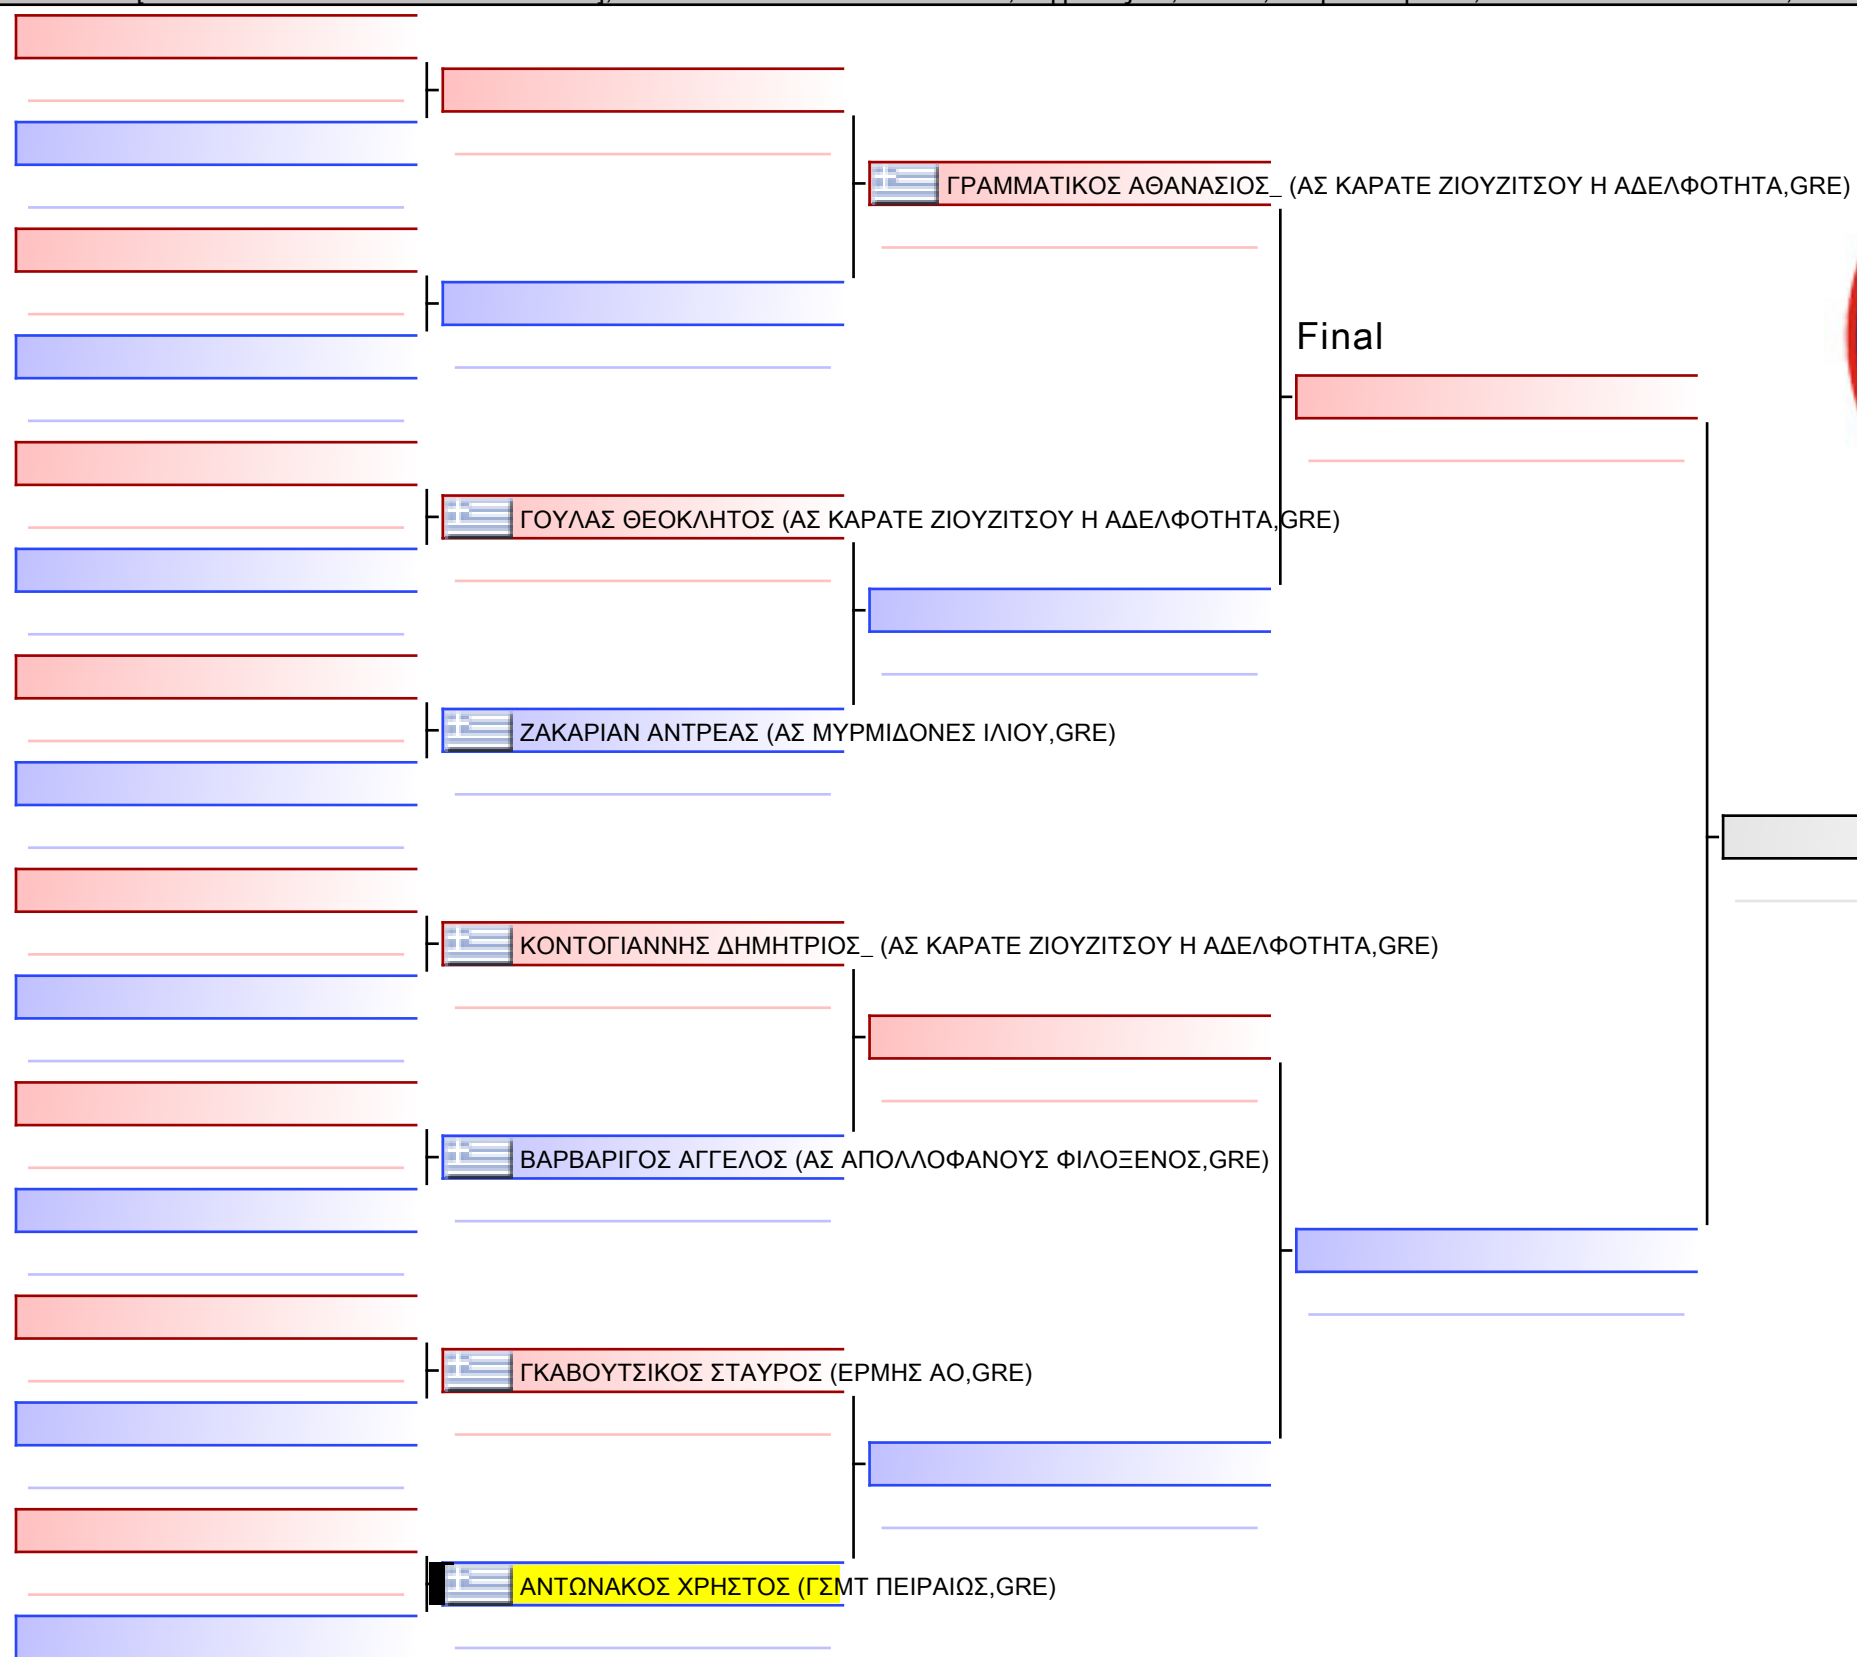 ΓΡΑΜΜΑΤΙΚΟΣ ΑΘΑΝΑΣΙΟΣ_ (ΑΣ ΚΑΡΑΤΕ ΖΙΟΥΖΙΤΣΟΥ Η ΑΔΕΛΦΟΤΗΤΑ,GRE)
Final
ΓΟΥΛΑΣ ΘΕΟΚΛΗΤΟΣ (ΑΣ ΚΑΡΑΤΕ ΖΙΟΥΖΙΤΣΟΥ Η ΑΔΕΛΦΟΤΗΤΑ,GRE)
ΖΑΚΑΡΙΑΝ ΑΝΤΡΕΑΣ (ΑΣ ΜΥΡΜΙΔΟΝΕΣ ΙΛΙΟΥ,GRE)
ΚΟΝΤΟΓΙΑΝΝΗΣ ΔΗΜΗΤΡΙΟΣ_ (ΑΣ ΚΑΡΑΤΕ ΖΙΟΥΖΙΤΣΟΥ Η ΑΔΕΛΦΟΤΗΤΑ,GRE)
ΒΑΡΒΑΡΙΓΟΣ ΑΓΓΕΛΟΣ (ΑΣ ΑΠΟΛΛΟΦΑΝΟΥΣ ΦΙΛΟΞΕΝΟΣ,GRE)
ΓΚΑΒΟΥΤΣΙΚΟΣ ΣΤΑΥΡΟΣ (ΕΡΜΗΣ ΑΟ,GRE)
ΑΝΤΩΝΑΚΟΣ ΧΡΗΣΤΟΣ (ΓΣΜΤ ΠΕΙΡΑΙΩΣ,GRE)